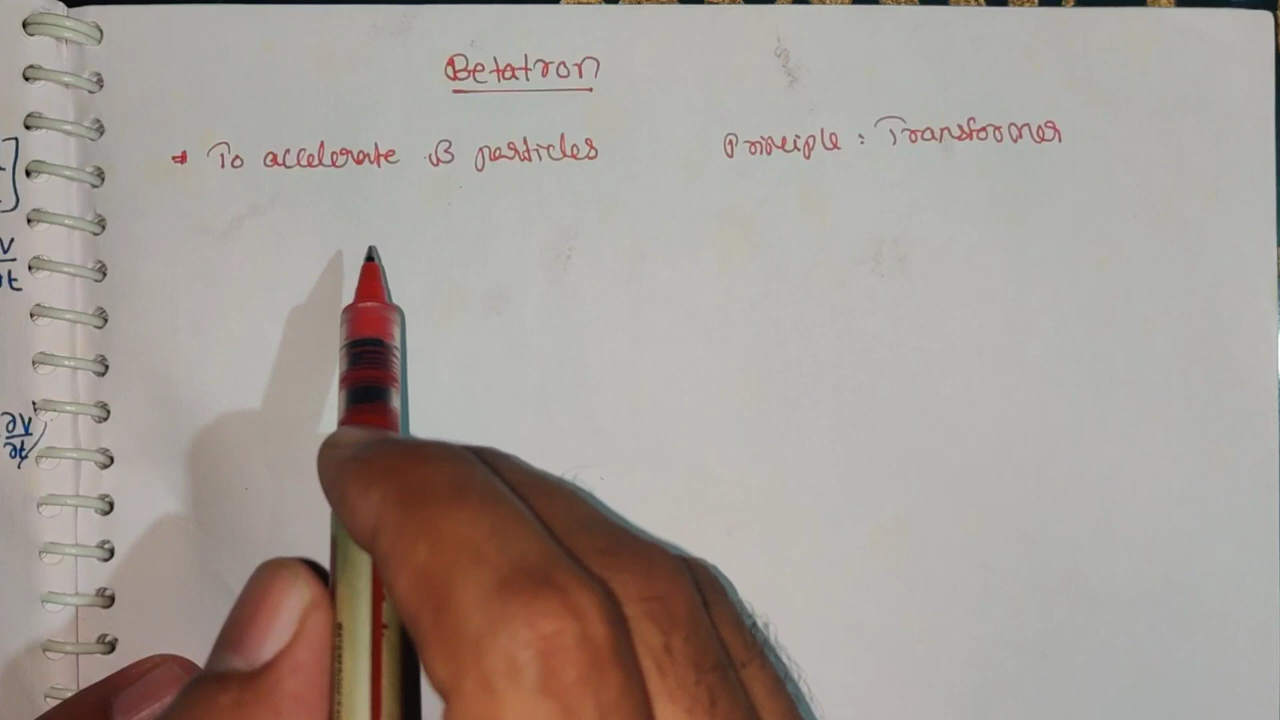 Betatron
* To accelerate β particles
Principle : Transformer